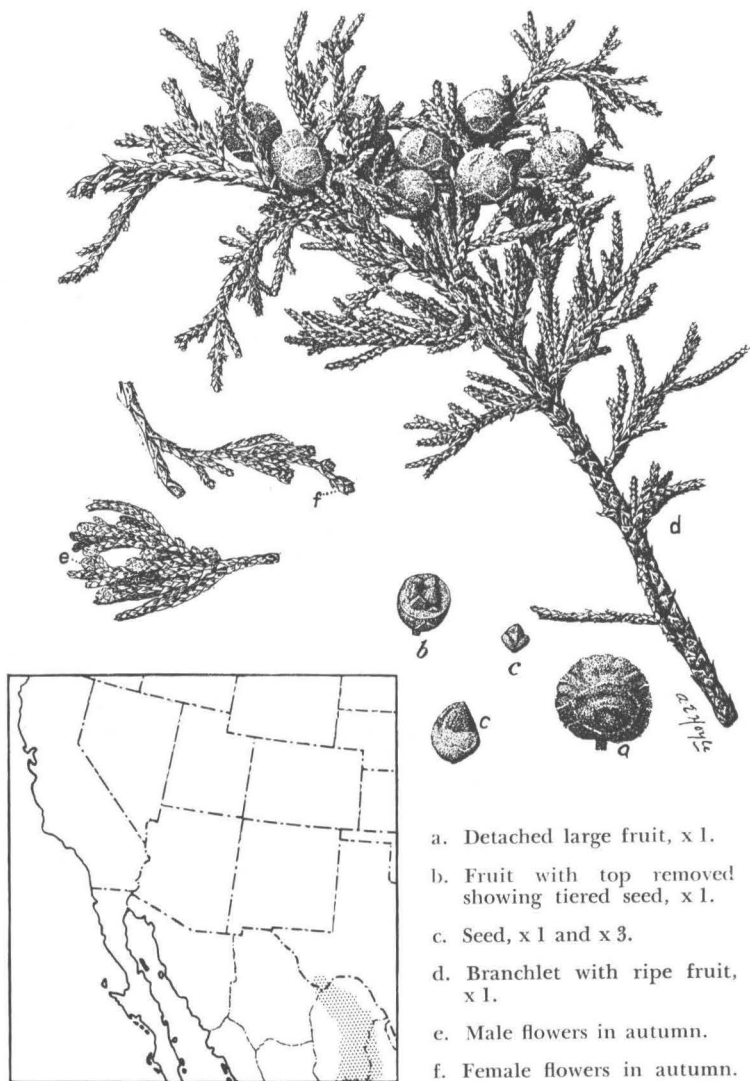 f
e
d
b
c
c
a
a. Detached large fruit, x 1.
b. Fruit with top removed
showing tiered seed, x 1.
c. Seed, x 1 and x 3.
d. Branchlet with ripe fruit,
x 1.
e. Male flowers in autumn.
f. Female flowers in autumn.